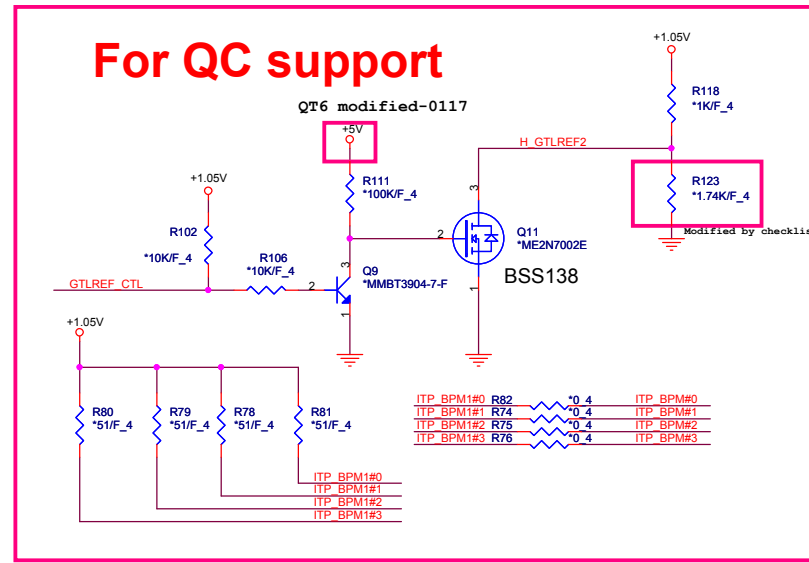 For QC support
QT6 modified-0117
+5V
+1.05V
R118
*1K/F_4
H_GTLREF2
R111
*100K/F_4
+1.05V
R123
*1.74K/F_4
Modified by checklis
R102
*10K/F_4
R106
*10K/F_4
GTLREF_CTL
2
3
1
Q9
*MMBT3904-7-F
2
3
1
Q11
*ME2N7002E
BSS138
+1.05V
R80
*51/F_4
R79
*51/F_4
R78
*51/F_4
R81
*51/F_4
ITP_BPM1#0
ITP_BPM1#1
ITP_BPM1#2
ITP_BPM1#3
ITP_BPM1#0 R82 *0_4 ITP_BPM#0
ITP_BPM1#1 R74 *0_4 ITP_BPM#1
ITP_BPM1#2 R75 *0_4 ITP_BPM#2
ITP_BPM1#3 R76 *0_4 ITP_BPM#3